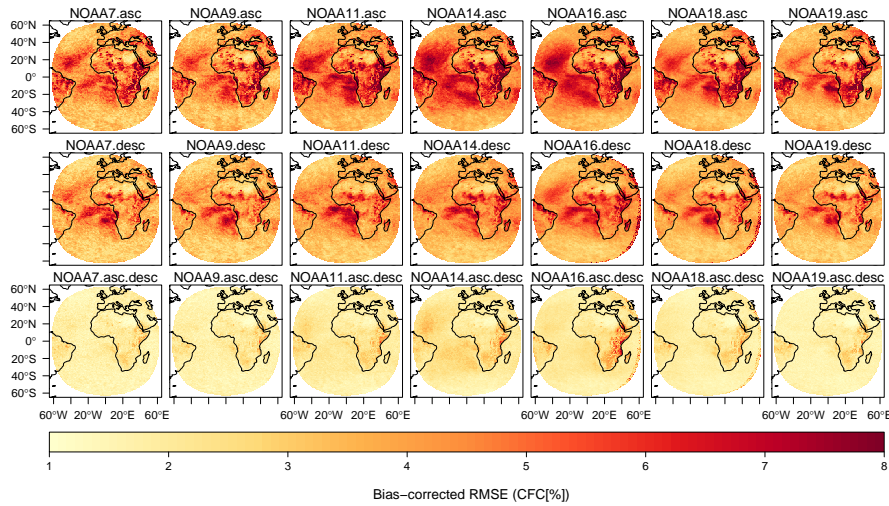 NOAA7.asc NOAA9.asc NOAA11.asc NOAA14.asc NOAA16.asc NOAA18.asc NOAA19.asc
60°N
40°N
20°N
0°
20°S
40°S
60°S
NOAA7.desc NOAA9.desc NOAA11.desc NOAA14.desc NOAA16.desc NOAA18.desc NOAA19.desc
NOAA7.asc.desc NOAA9.asc.desc NOAA11.asc.desc NOAA14.asc.desc NOAA16.asc.desc NOAA18.asc.desc NOAA19.asc.desc
60°N
40°N
20°N
0°
20°S
40°S
60°S
60°W 20°E 60°E 60°W 20°E 60°E 60°W 20°E 60°E 60°W 20°E 60°E
1 2 3 4 5 6 7 8
Bias−corrected RMSE (CFC[%])